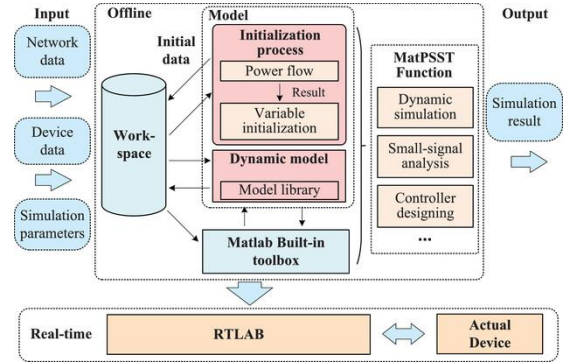 Input
Offline
Model
Output
Network
data
Device
data
Simulation
parameters
Initial
data
Work-
space
Initialization
process
Power flow
Result
Variable
initialization
Dynamic model
Model library
Matlab Built-in
toolbox
MatPSST
Function
Dynamic
simulation
Small-signal
analysis
Controller
designing
...
Simulation
result
Real-time
RTLAB
Actual
Device